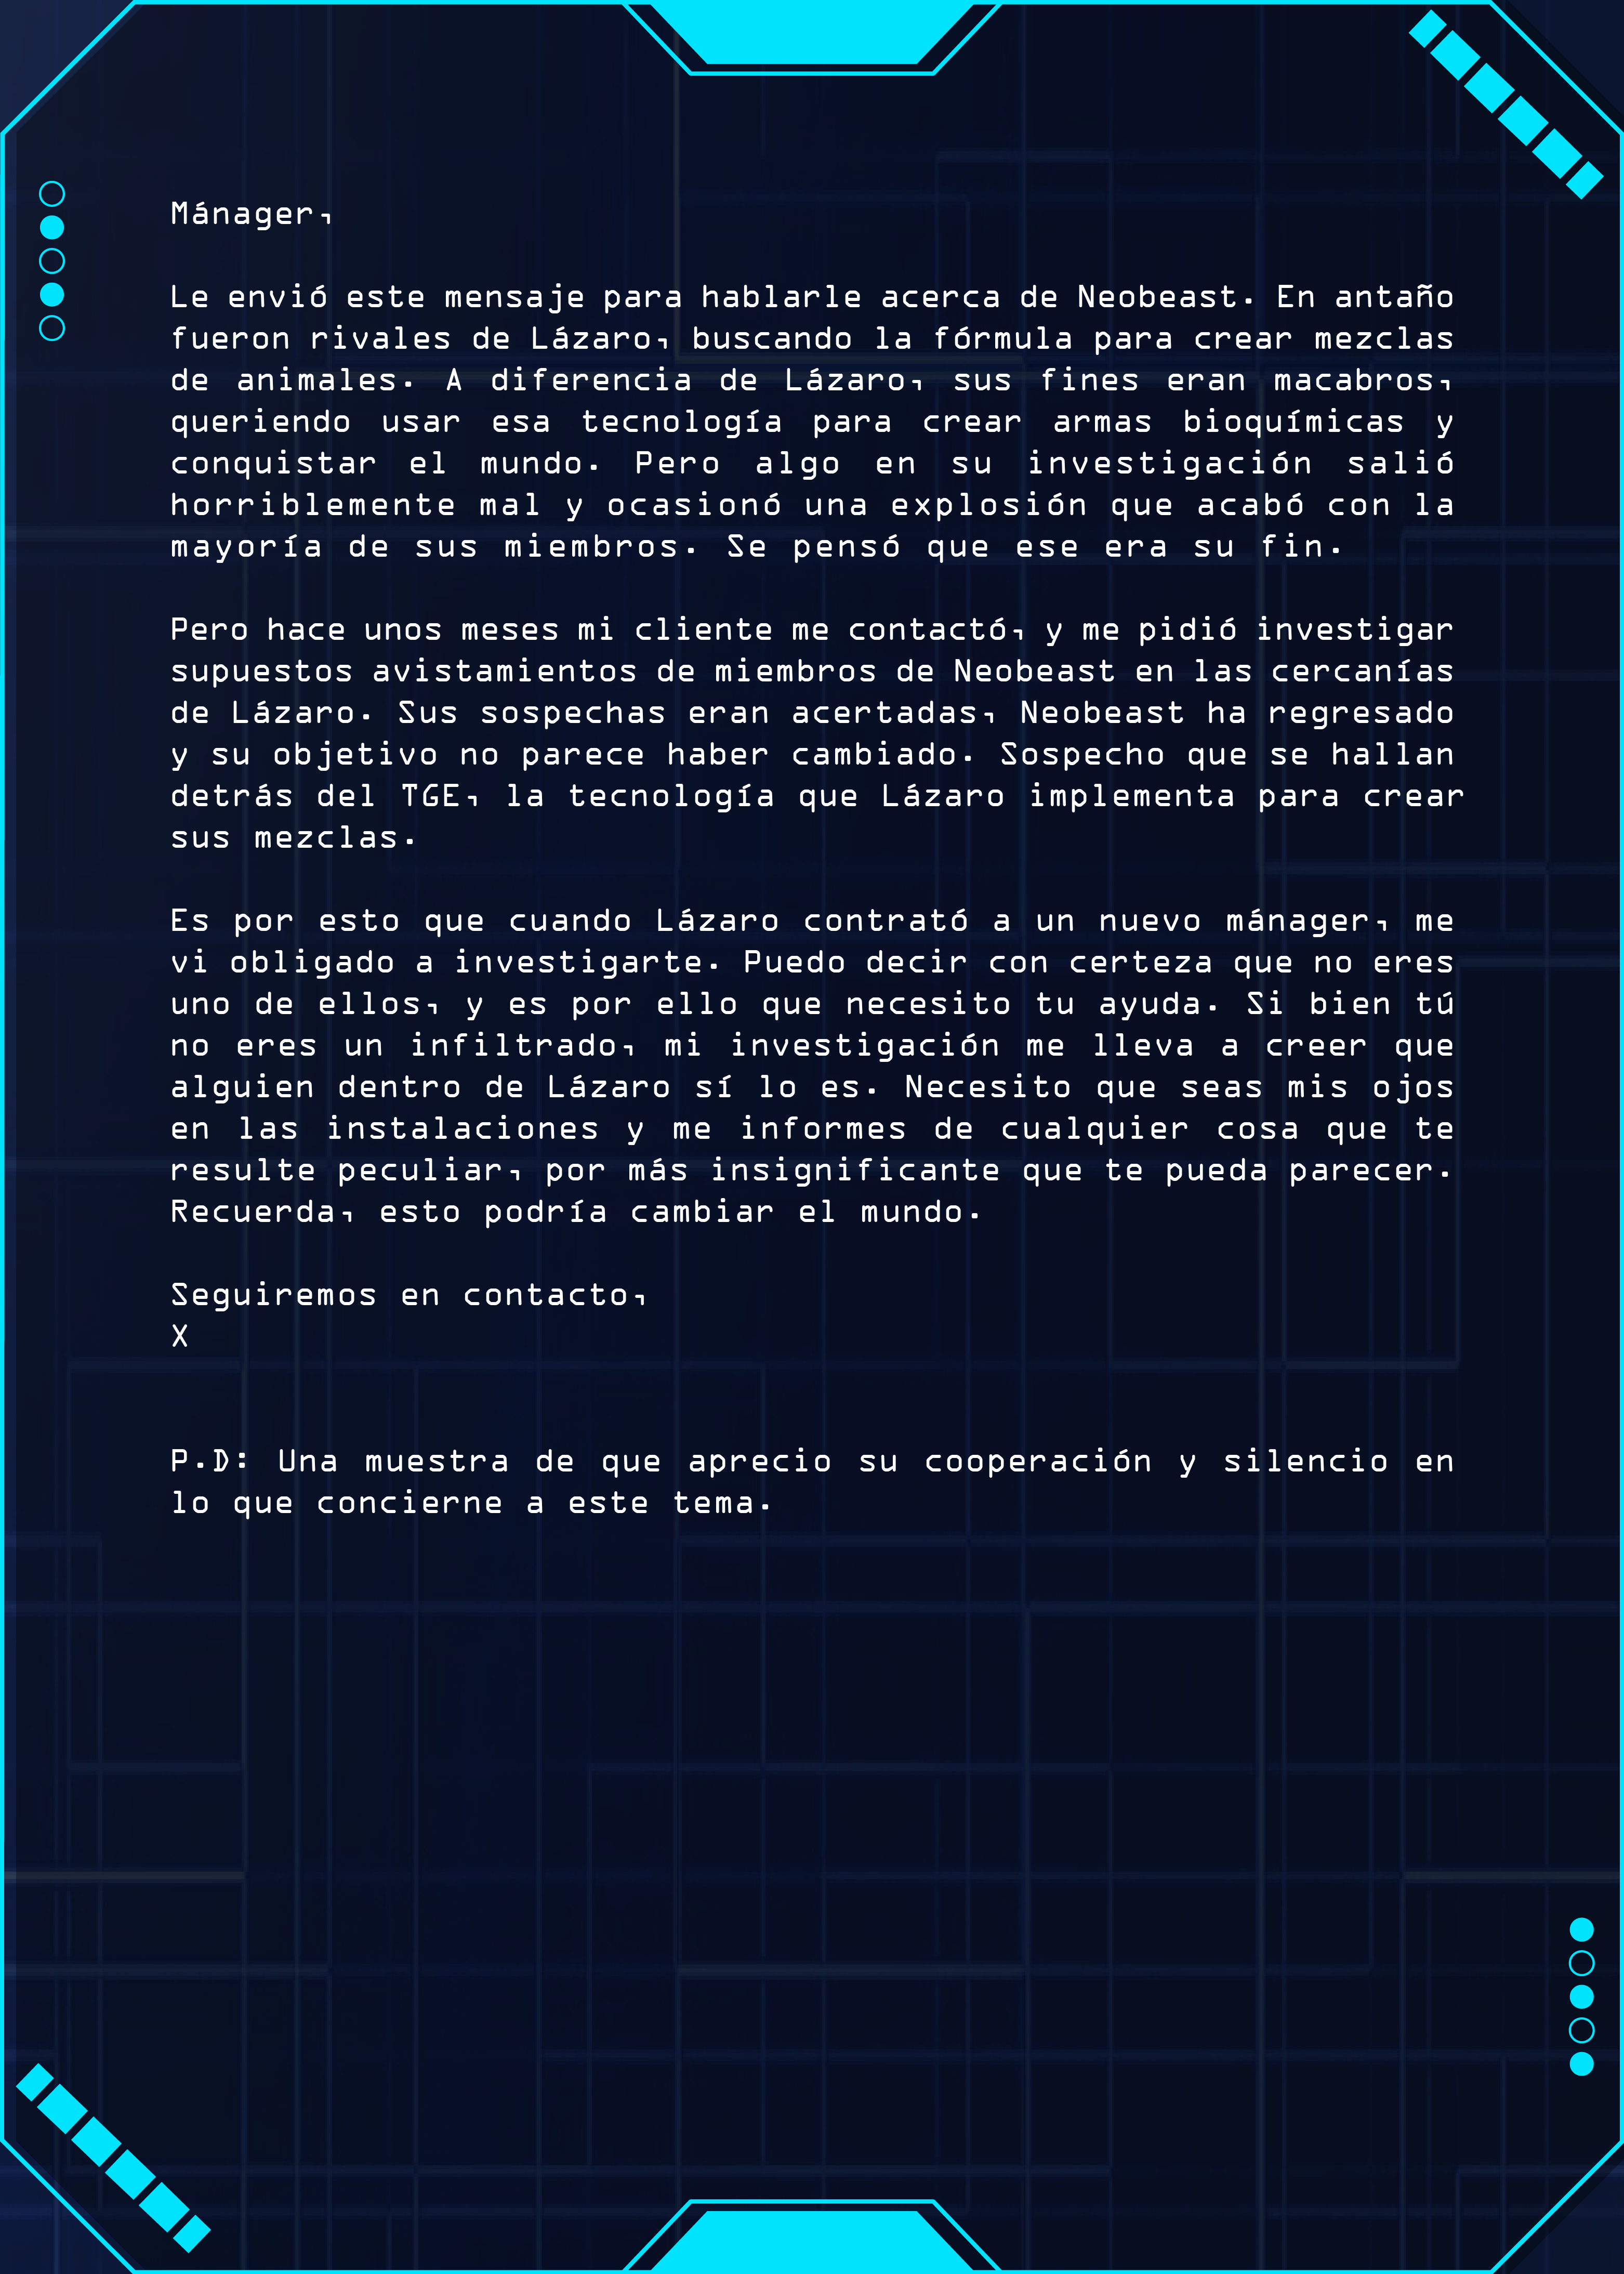 Mánager,
Le envió este mensaje para hablarle acerca de Neobeast. En antaño
fueron rivales de Lázaro, buscando la fórmula para crear mezclas
de animales. A diferencia de Lázaro, sus fines eran macabros,
queriendo usar esa tecnología para crear armas bioquímicas y
conquistar el mundo. Pero algo en su investigación salió
horriblemente mal y ocasionó una explosión que acabó con la
mayoría de sus miembros. Se pensó que ese era su fin.
Pero hace unos meses mi cliente me contactó, y me pidió investigar
supuestos avistamientos de miembros de Neobeast en las cercanías
de Lázaro. Sus sospechas eran acertadas, Neobeast ha regresado
y su objetivo no parece haber cambiado. Sospecho que se hallan
detrás del TGE, la tecnología que Lázaro implementa para crear
sus mezclas.
Es por esto que cuando Lázaro contrató a un nuevo mánager, me
vi obligado a investigarte. Puedo decir con certeza que no eres
uno de ellos, y es por ello que necesito tu ayuda. Si bien tú
no eres un infiltrado, mi investigación me lleva a creer que
alguien dentro de Lázaro sí lo es. Necesito que seas mis ojos
en las instalaciones y me informes de cualquier cosa que te
resulte peculiar, por más insignificante que te pueda parecer.
Recuerda, esto podría cambiar el mundo.
Seguiremos en contacto,
X
P.D: Una muestra de que aprecio su cooperación y silencio en
lo que concierne a este tema.